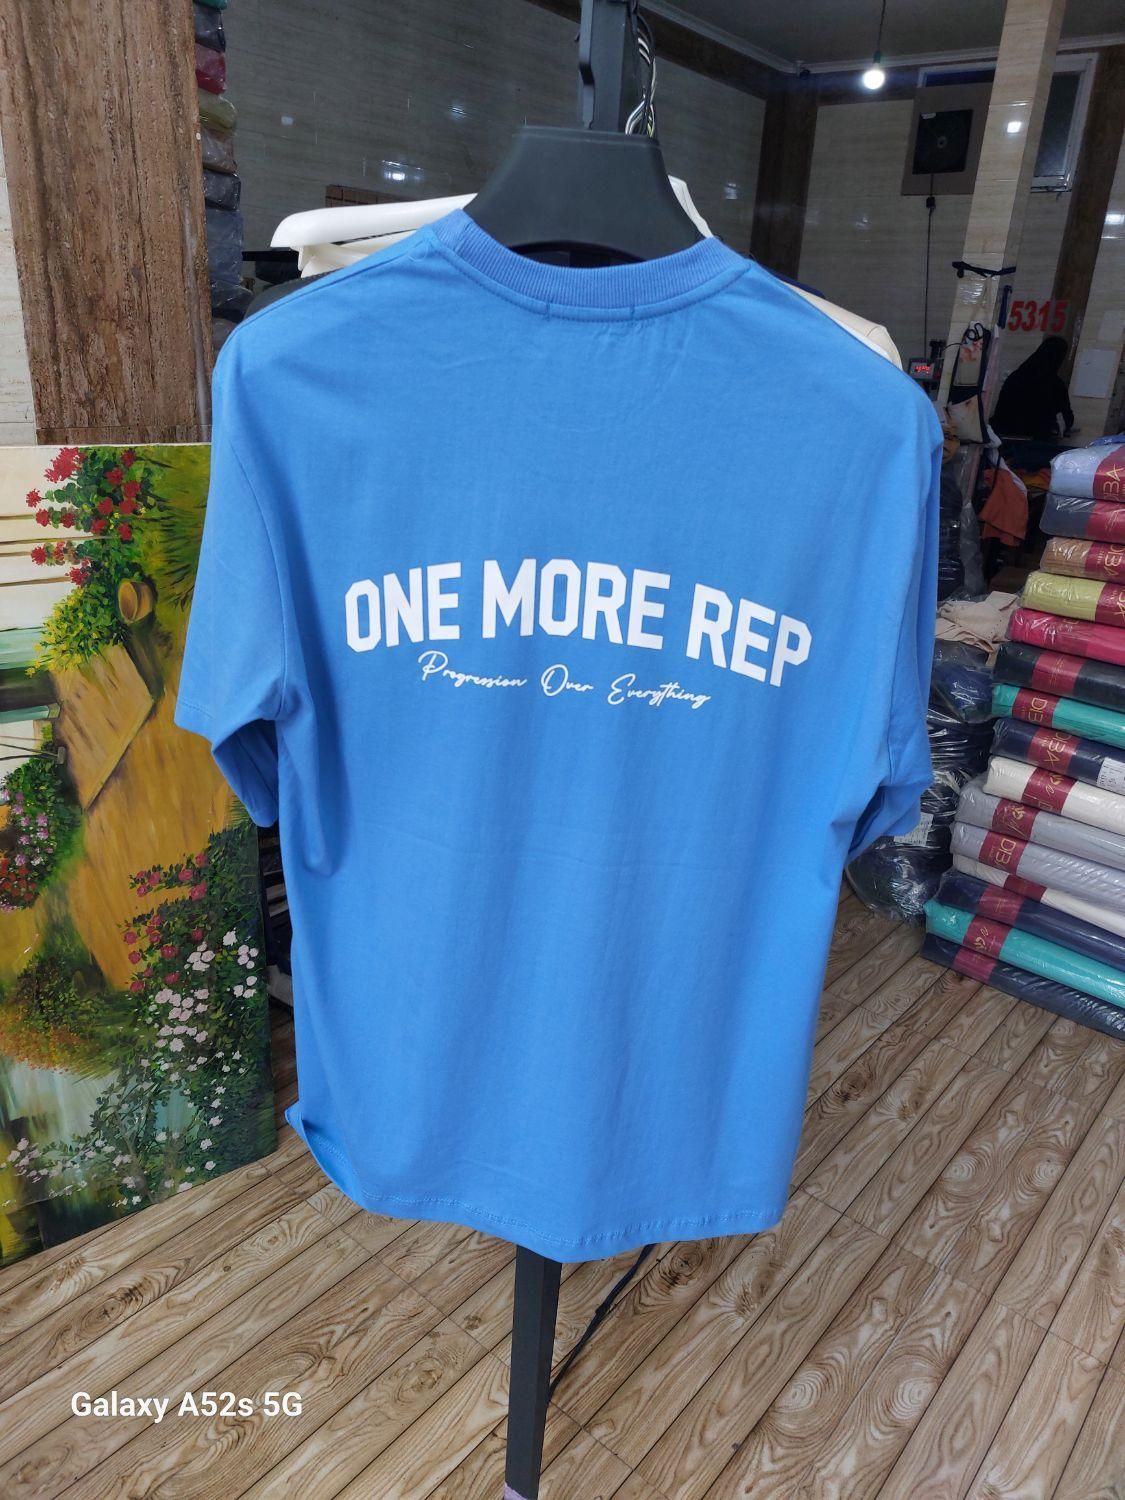 5315
ONE MORE REP
Progression Over Everything
Galaxy A52s 5G